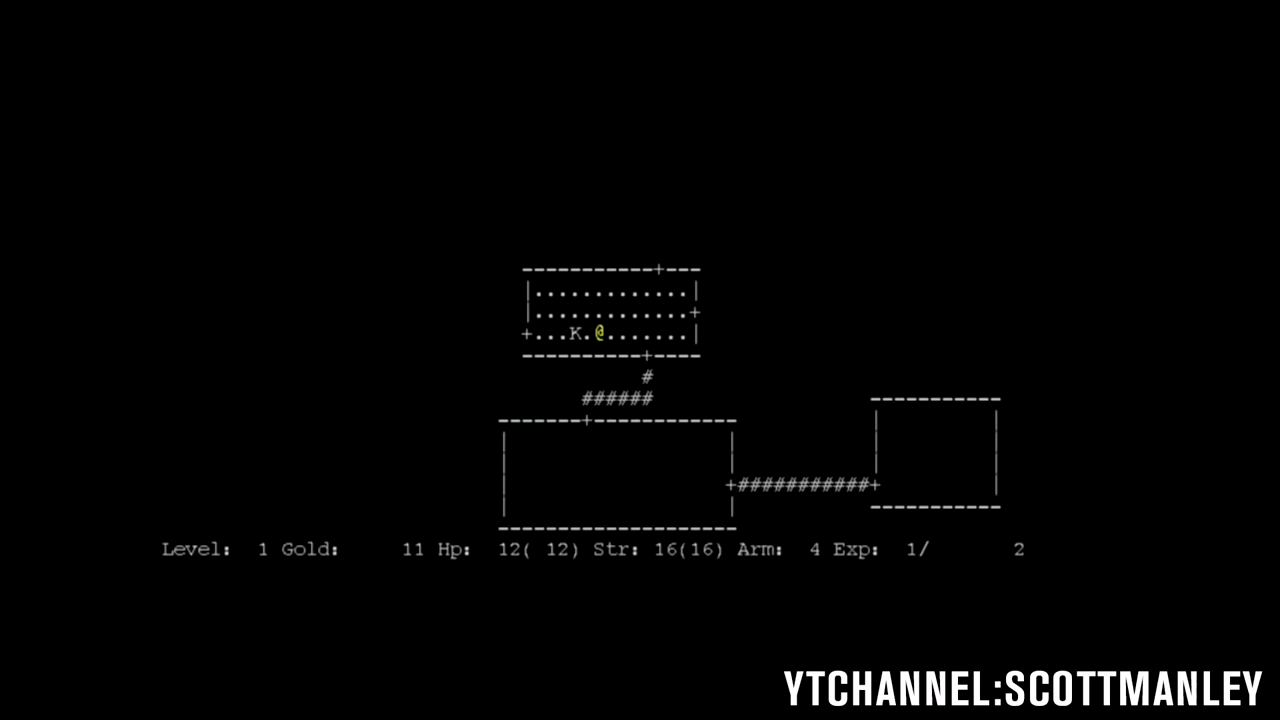 -----------+---
|............|
|............+
+...K.@.......|
----------+----
#
######
-------+------------
| | ----------- 
| | | |
| | | |
| +###########+ |
| | -----------
--------------------
Level: 1 Gold: 11 Hp: 12( 12) Str: 16(16) Arm: 4 Exp: 1/ 2
YTCHANNEL:SCOTTMANLEY